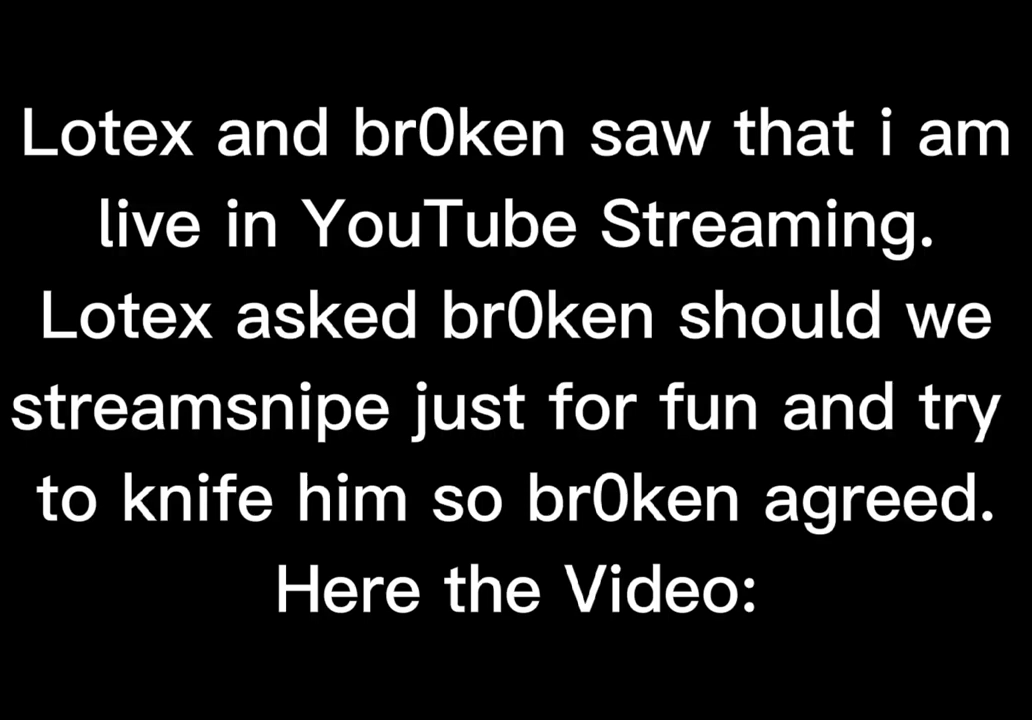 Lotex and br0ken saw that i am
live in YouTube Streaming.
Lotex asked br0ken should we
streamsnipe just for fun and try
to knife him so br0ken agreed.
Here the Video: